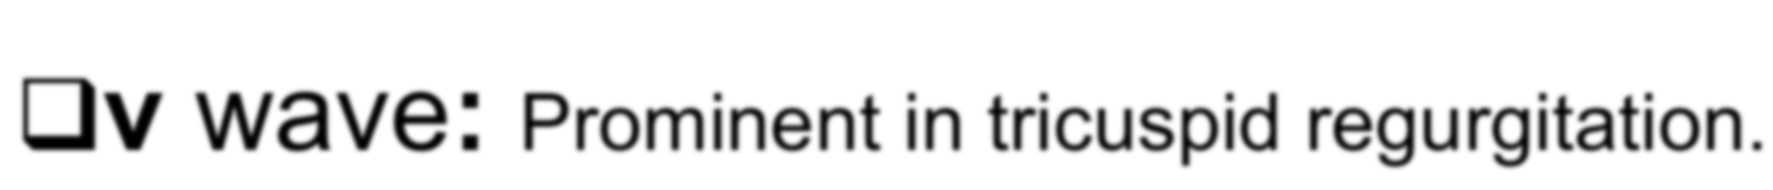 ❑v wave: Prominent in tricuspid regurgitation.